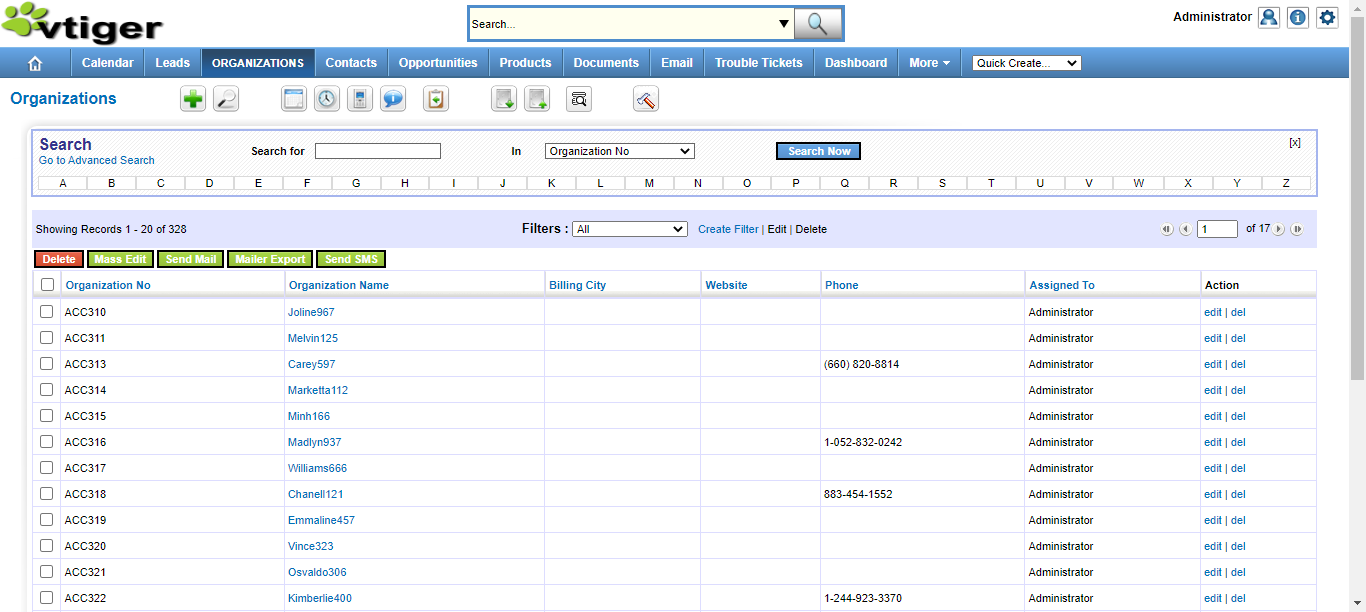 vtiger
Search...
Administrator
Calendar Leads ORGANIZATIONS Contacts Opportunities Products Documents Email Trouble Tickets Dashboard More Quick Create...
Organizations
Search
Go to Advanced Search
Search for In Organization No Search Now [x]
A B C D E F G H I J K L M N O P Q R S T U V W X Y Z
Showing Records 1 - 20 of 328 Filters : All Create Filter | Edit | Delete 1 of 17
Delete Mass Edit Send Mail Mailer Export Send SMS
Organization No Organization Name Billing City Website Phone Assigned To Action
ACC310 Joline967 Administrator edit | del
ACC311 Melvin125 Administrator edit | del
ACC313 Carey597 (660) 820-8814 Administrator edit | del
ACC314 Marketta112 Administrator edit | del
ACC315 Minh166 Administrator edit | del
ACC316 Madlyn937 1-052-832-0242 Administrator edit | del
ACC317 Williams666 Administrator edit | del
ACC318 Chanell121 883-454-1552 Administrator edit | del
ACC319 Emmaline457 Administrator edit | del
ACC320 Vince323 Administrator edit | del
ACC321 Osvaldo306 Administrator edit | del
ACC322 Kimberlie400 1-244-923-3370 Administrator edit | del